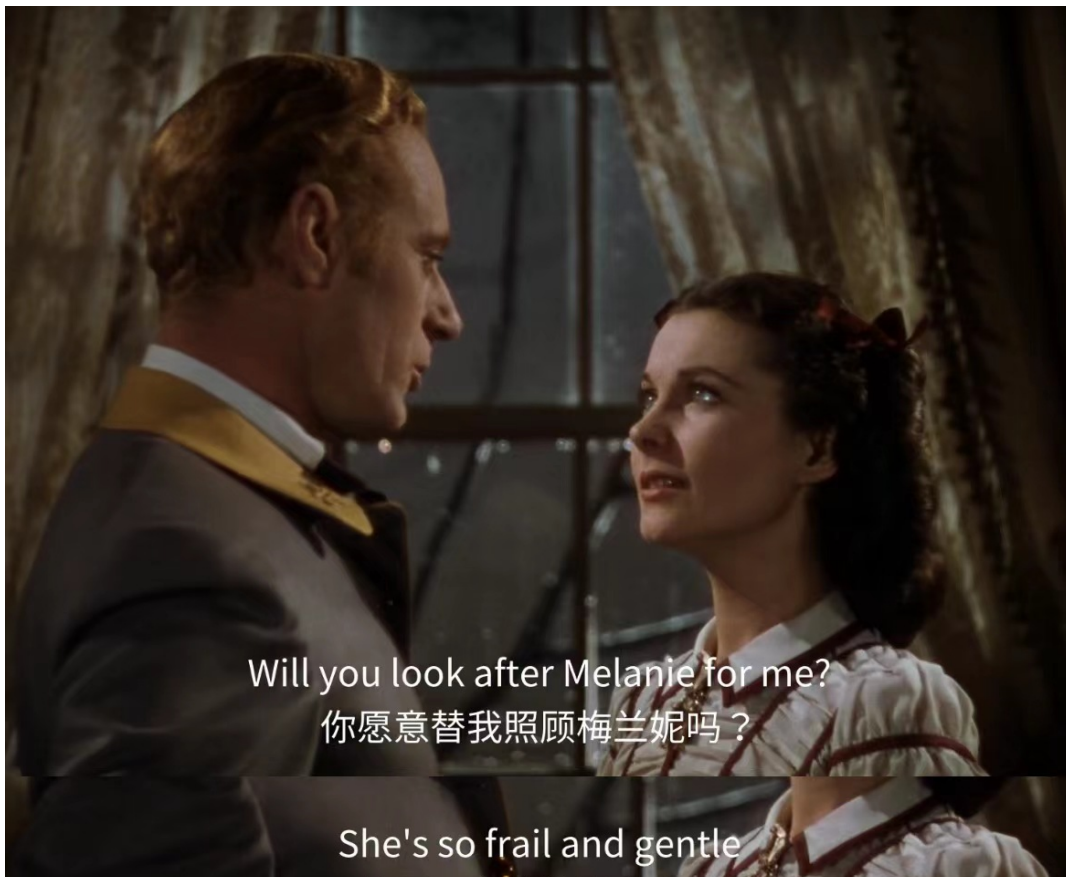 Will you look after Melanie for me?
你愿意替我照顾梅兰妮吗？
She's so frail and gentle